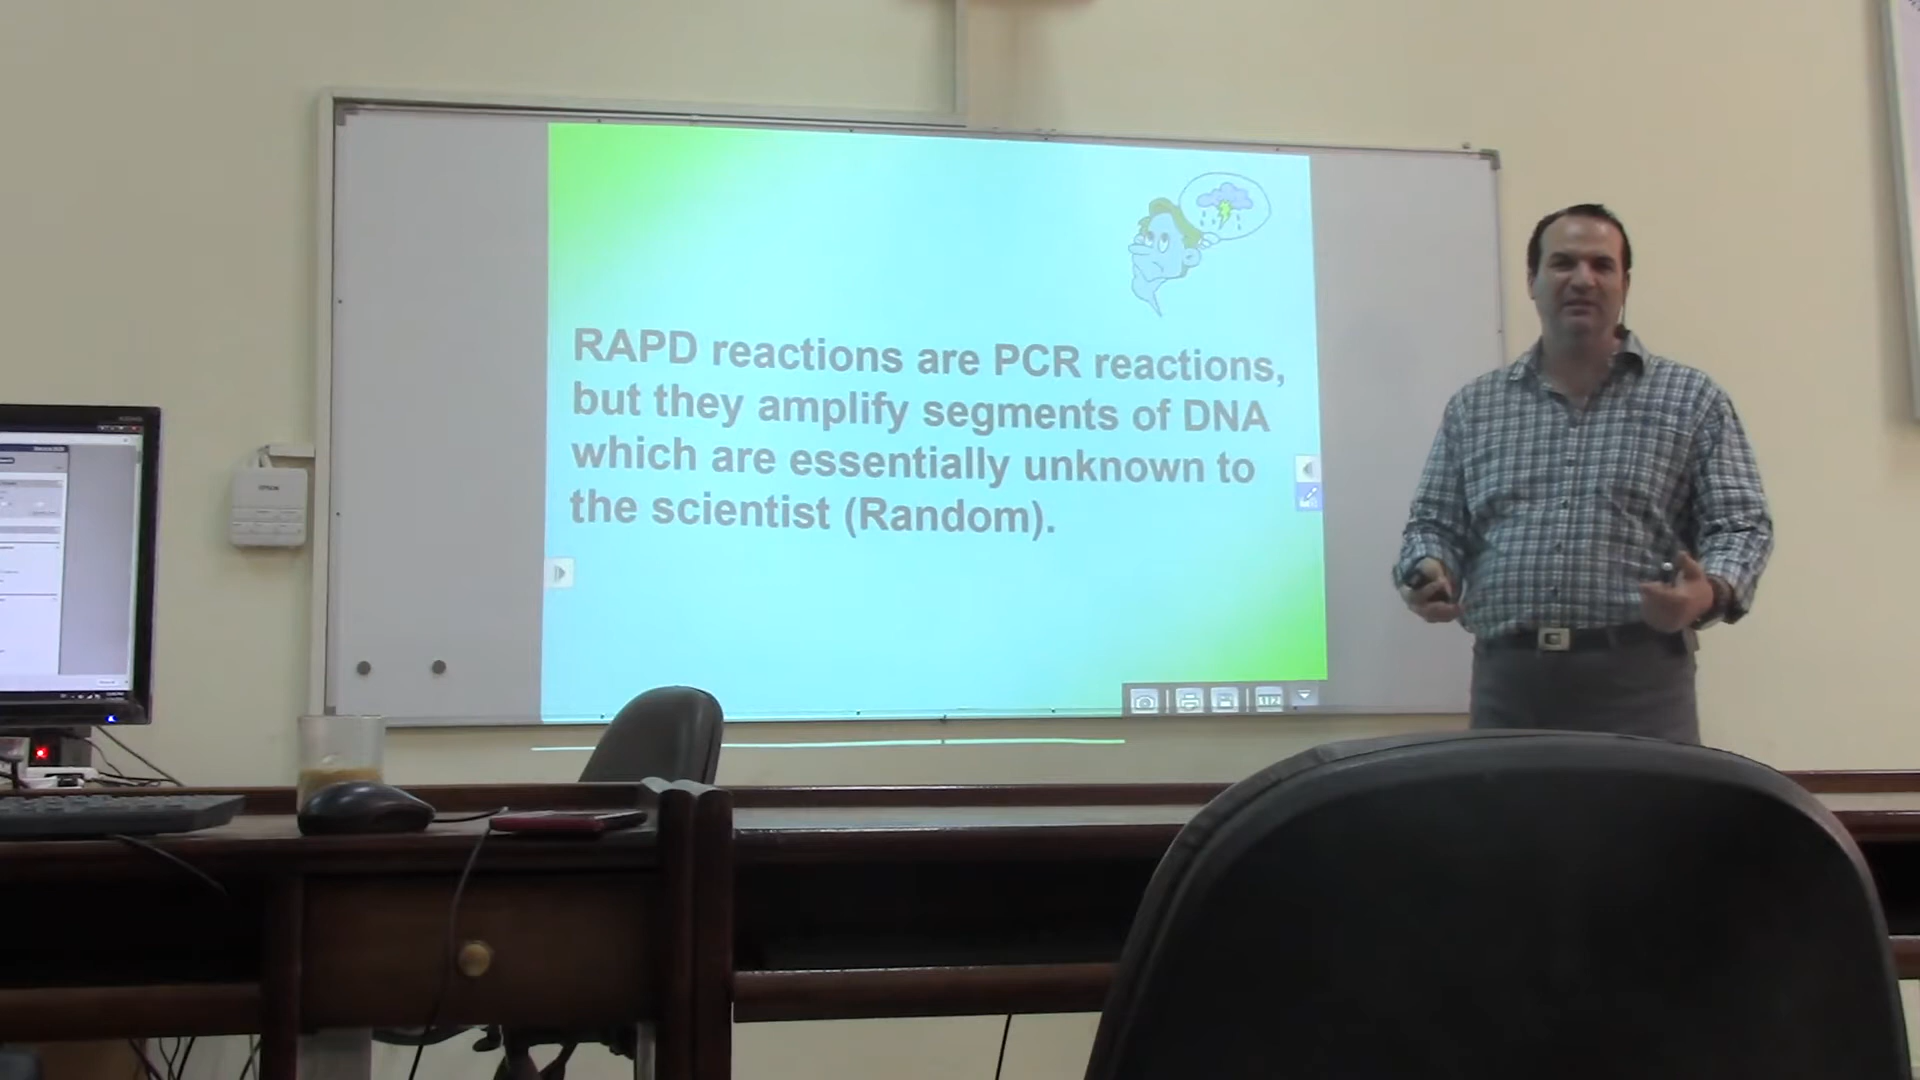 RAPD reactions are PCR reactions,
but they amplify segments of DNA
which are essentially unknown to
the scientist (Random).
EPSON